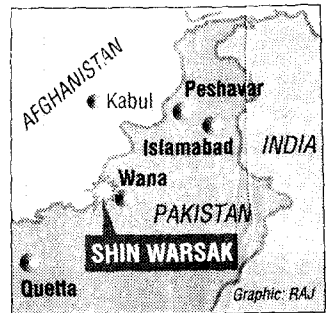 AFGHANISTAN
Peshavar
Kabul
Islamabad
INDIA
Wana
PAKISTAN
SHIN WARSAK
Quetta
Graphic: RAJ